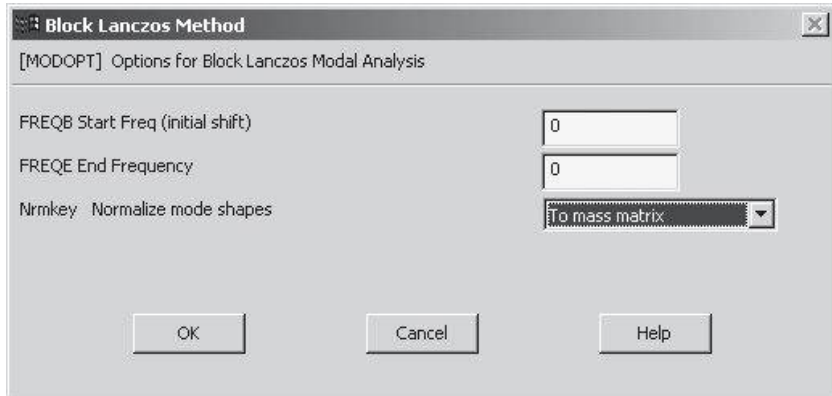 Block Lanczos Method
[MODOPT] Options for Block Lanczos Modal Analysis
FREQB Start Freq (initial shift) 0
FREQE End Frequency 0
Nrmkey Normalize mode shapes To mass matrix
OK Cancel Help